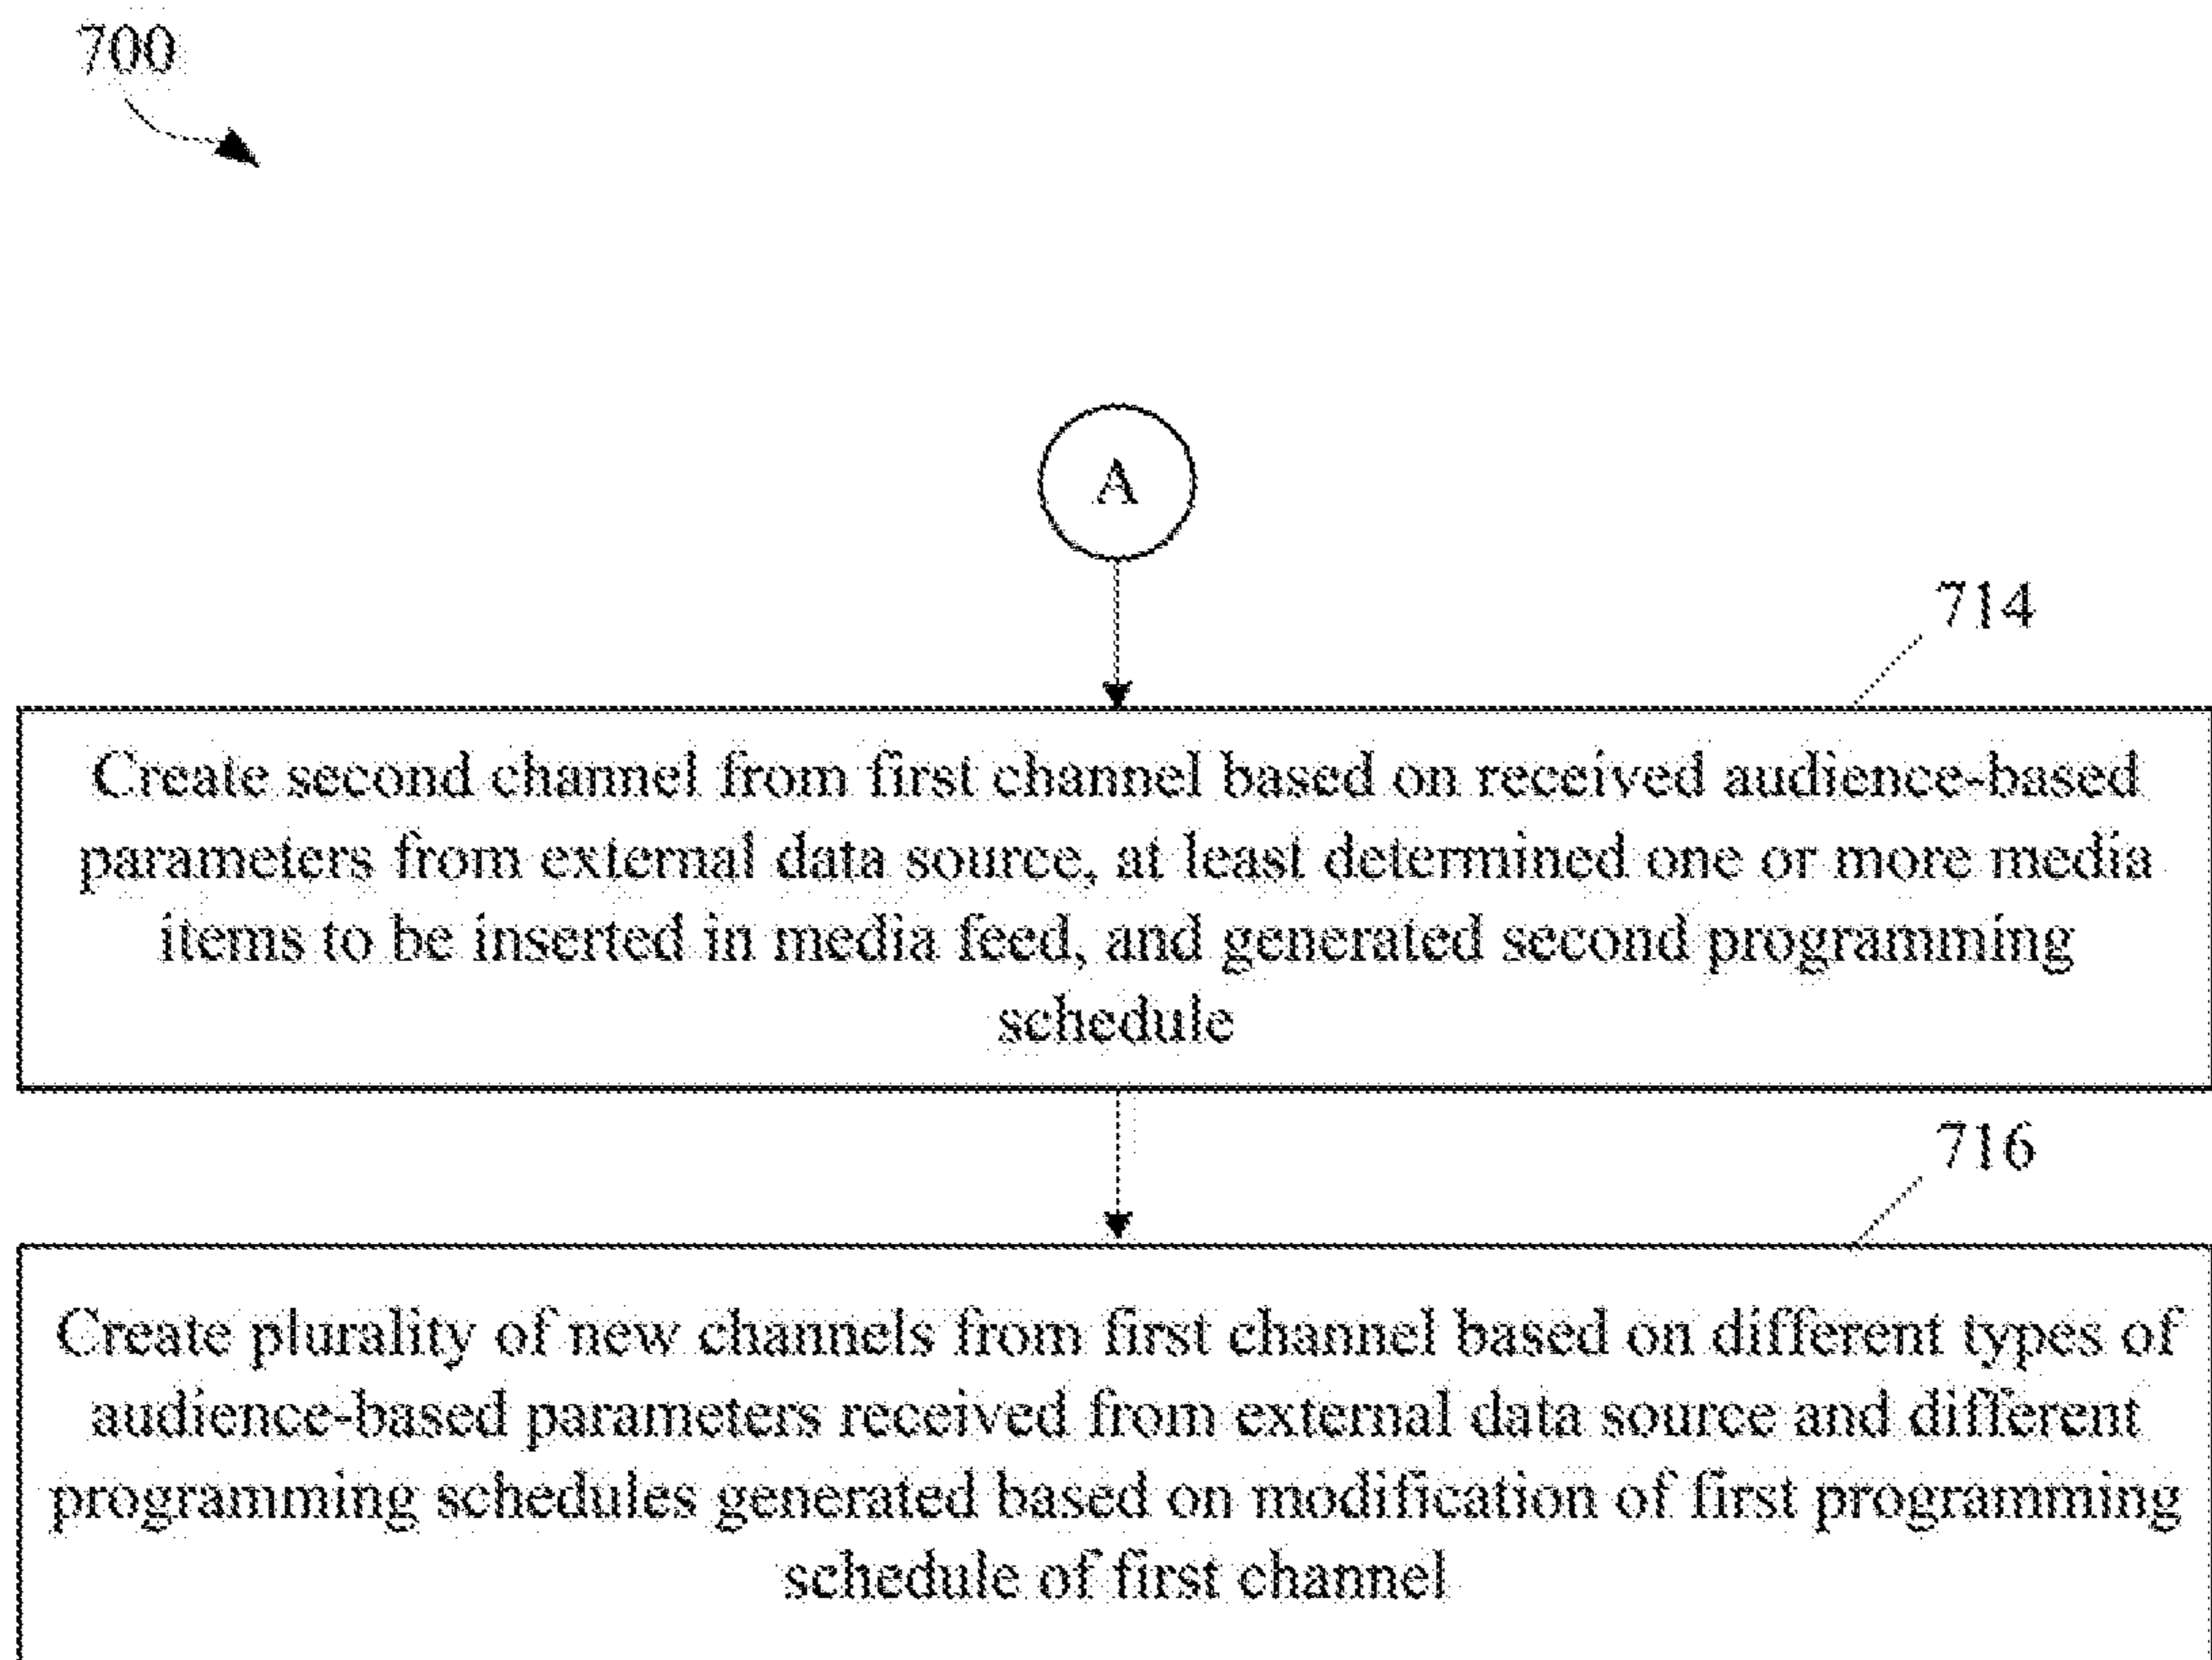 700
A
714
Create second channel from first channel based on received audience-based
parameters from external data source, at least determined one or more media
items to be inserted in media feed, and generated second programming
schedule
716
Create plurality of new channels from first channel based on different types of
audience-based parameters received from external data source and different
programming schedules generated based on modification of first programming
schedule of first channel